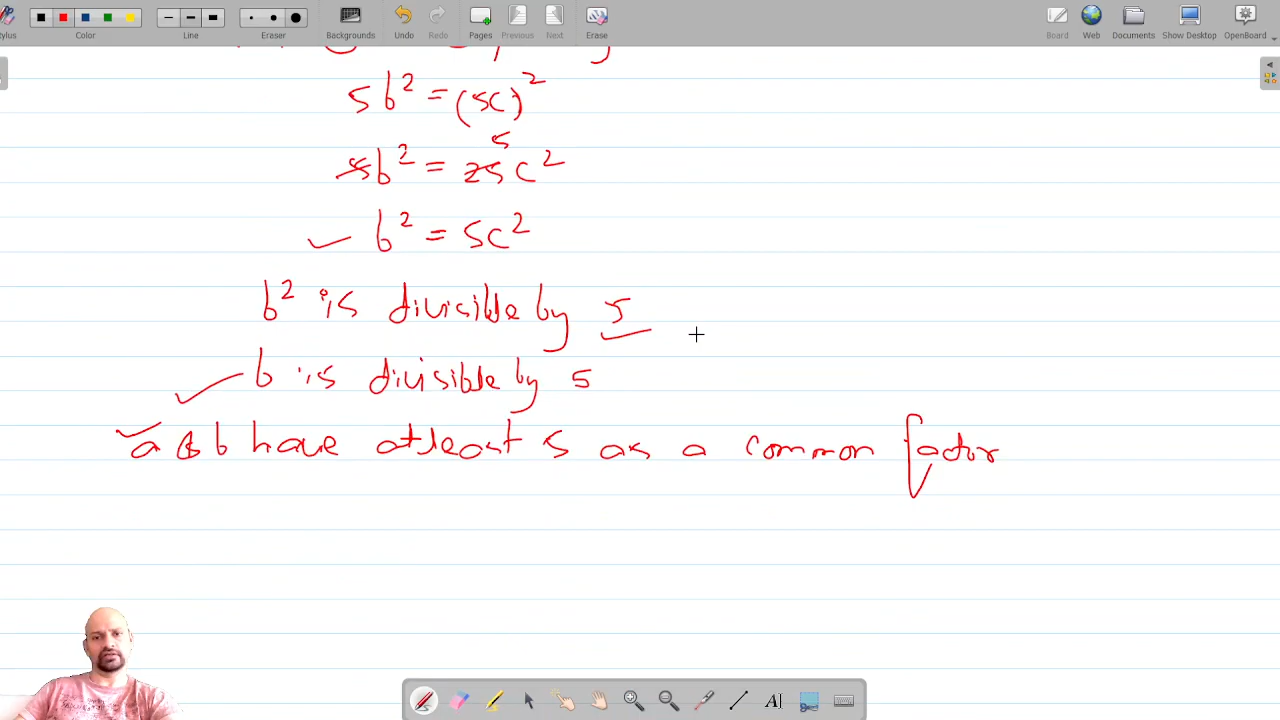 Stylus
Color
Line
Eraser
Backgrounds
Undo
Redo
Pages
Previous
Next
Erase
Board
Web
Documents
Show Desktop
OpenBoard
5b² = (5c)²
5b² = 25 5 c²
b² = 5c²
b² is divisible by 5
b is divisible by 5
a & b have atleast 5 as a common factor